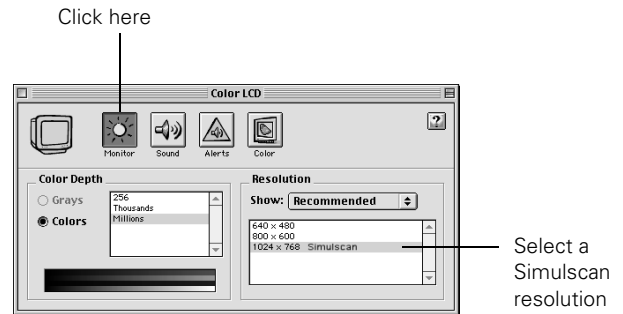 Click here
Color LCD
?
Monitor Sound Alerts Color
Color Depth
Grays
Colors
256
Thousands
Millions
Resolution
Show: Recommended
640 × 480
800 × 600
1024 × 768 Simulscan
Select a
Simulscan
resolution